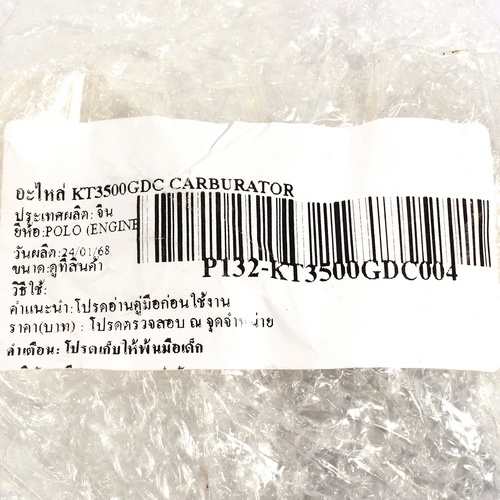 อะไหล่ KT3500GDC CARBURATOR
ประเทศผลิต: จีน
ยี่ห้อ:POLO (ENGINE
วันผลิต:24/01/68
ขนาด:ดูที่สินค้า
P132-KT3500GDC004
วิธีใช้:
คำแนะนำ:โปรดอ่านคู่มือก่อนใช้งาน
ราคา(บาท) : โปรดตรวจสอบ ณ จุดจำหน่าย
คำเตือน: โปรดเก็บให้พ้นมือเด็ก